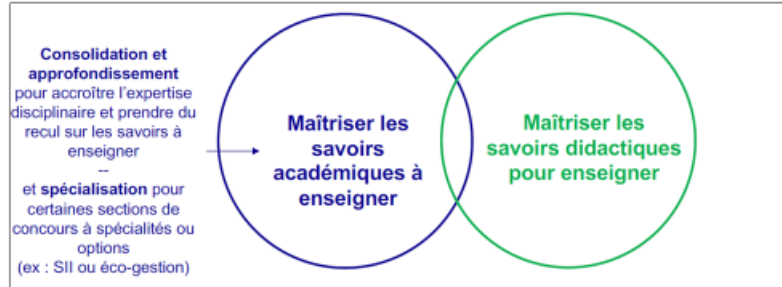 Consolidation et
approfondissement
pour accroître l'expertise
disciplinaire et prendre du
recul sur les savoirs à
enseigner
--
et spécialisation pour
certaines sections de
concours à spécialités ou
options
(ex : SII ou éco-gestion)
Maîtriser les
savoirs
académiques à
enseigner
Maîtriser les
savoirs didactiques
pour enseigner